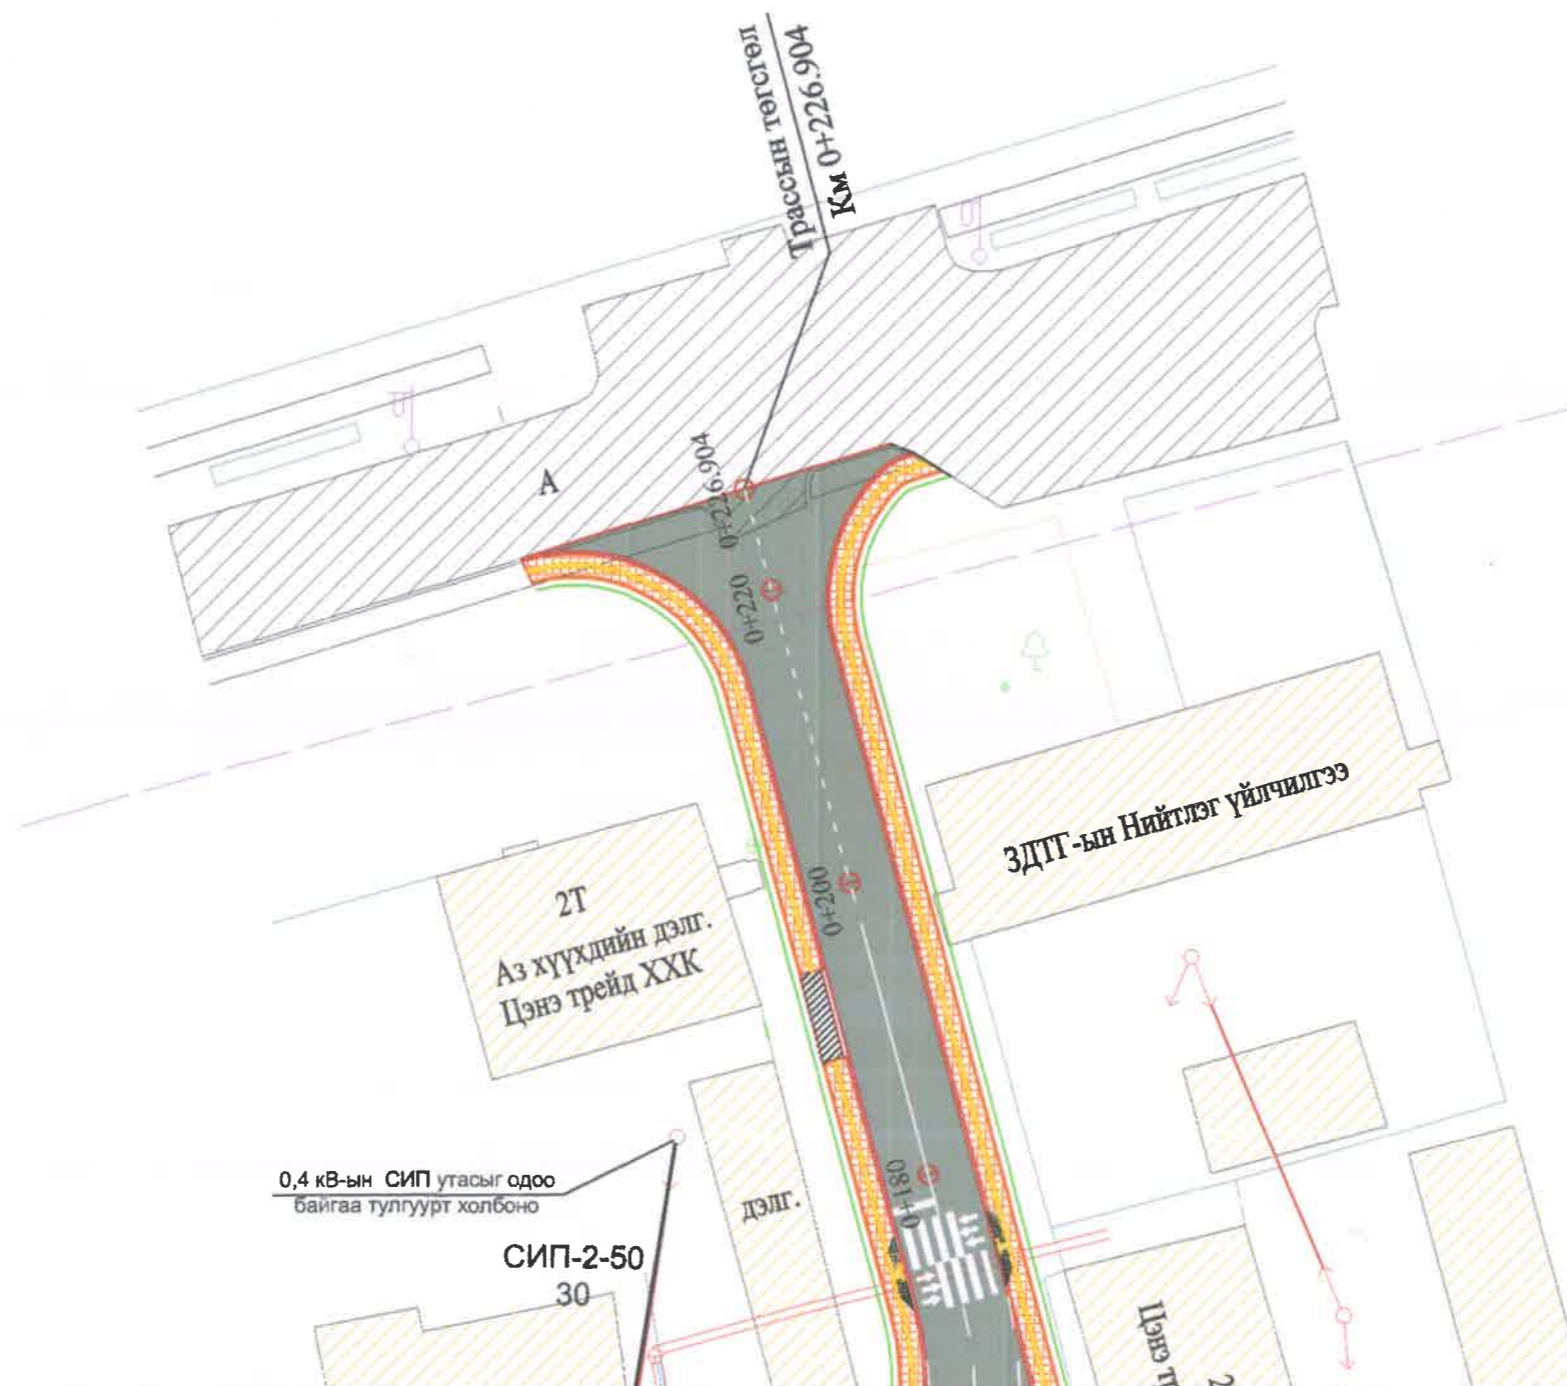 Трассын төгсгөл
Км 0+226.904
А
0+226.904
0+220
ЗДТГ-ын Нийтлэг үйлчилгээ
0+200
2Т
Аз хүүхдийн дэлг.
Цэнэ трейд ХХК
0+180
0,4 кВ-ын СИП утасыг одоо
байгаа тулгуурт холбоно
дэлг.
СИП-2-50
30
2